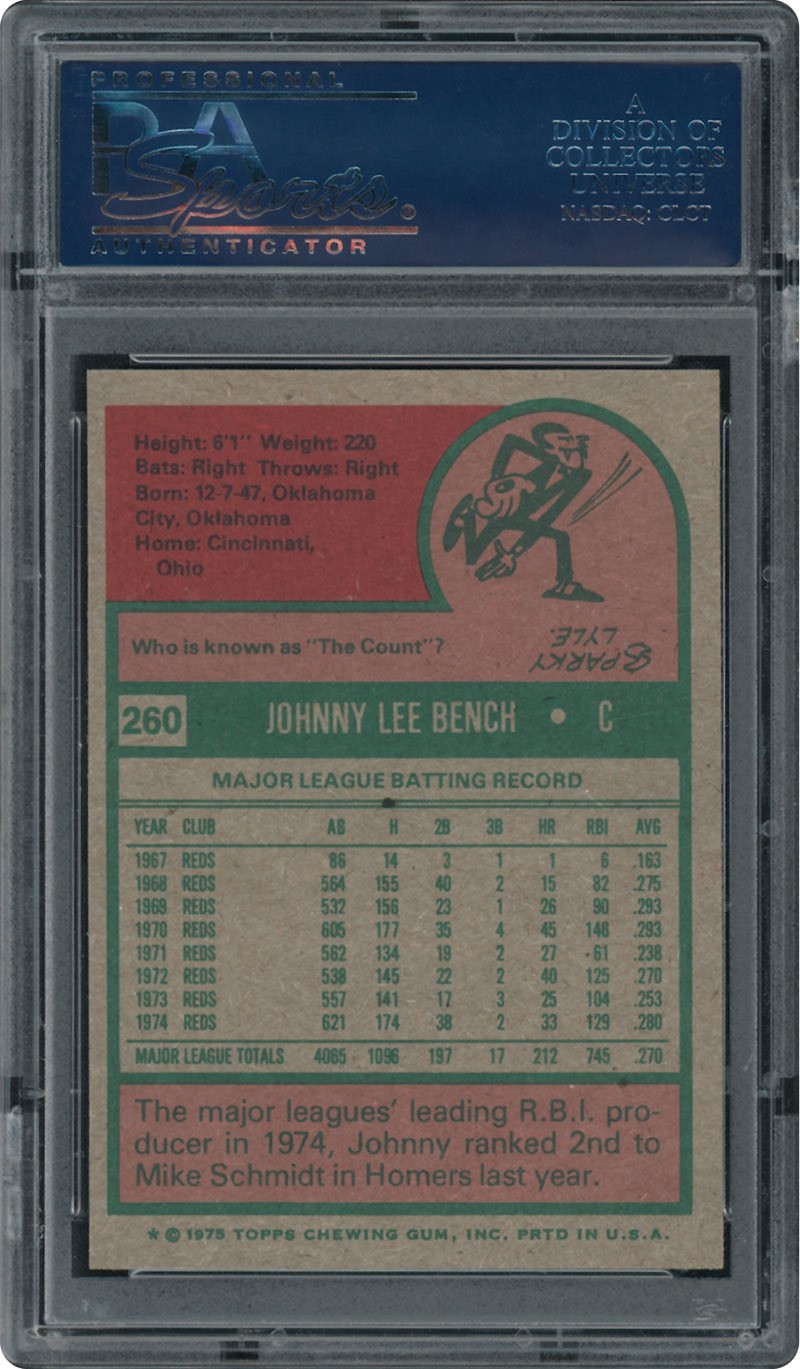 PROFESSIONAL
PSA
Sports®
AUTHENTICATOR
A
DIVISION OF
COLLECTORS
UNIVERSE
NASDAQ: CLCT
Height: 6'1" Weight: 220
Bats: Right Throws: Right
Born: 12-7-47, Oklahoma
City, Oklahoma
Home: Cincinnati,
Ohio
Who is known as "The Count"?
SPARKY
LYLE.
260 JOHNNY LEE BENCH • C
MAJOR LEAGUE BATTING RECORD
YEAR CLUB AB H 2B 3B HR RBI AVG
1967 REDS 86 14 3 1 1 6 .163
1968 REDS 564 155 40 2 15 82 .275
1969 REDS 532 156 23 1 26 90 .293
1970 REDS 605 177 35 4 45 148 .293
1971 REDS 562 134 19 2 27 61 .238
1972 REDS 538 145 22 2 40 125 .270
1973 REDS 557 141 17 3 25 104 .253
1974 REDS 621 174 38 2 33 129 .280
MAJOR LEAGUE TOTALS 4065 1096 197 17 212 745 .270
The major leagues' leading R.B.I. pro-
ducer in 1974, Johnny ranked 2nd to
Mike Schmidt in Homers last year.
* © 1975 TOPPS CHEWING GUM, INC. PRTD IN U.S.A.